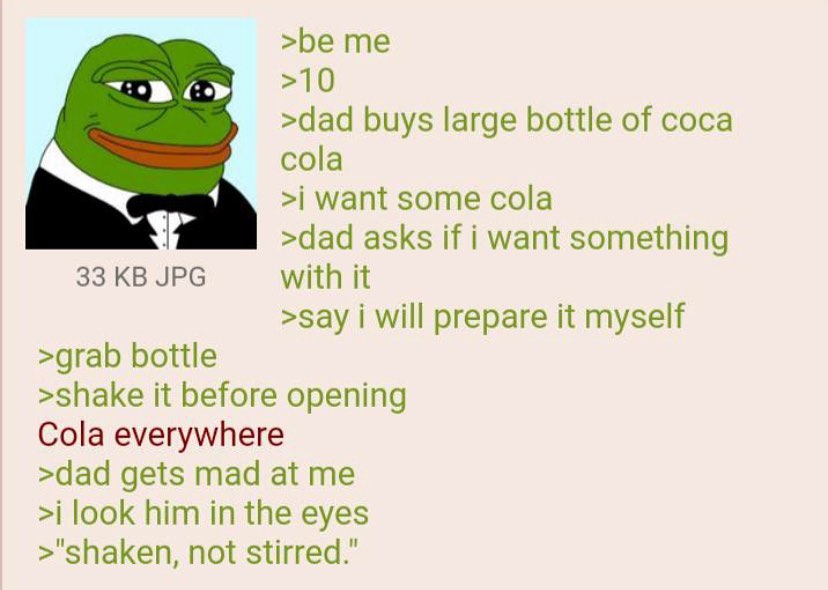 >be me
>10
>dad buys large bottle of coca
cola
>i want some cola
>dad asks if i want something
with it
>say i will prepare it myself
33 KB JPG
>grab bottle
>shake it before opening
Cola everywhere
>dad gets mad at me
>i look him in the eyes
>"shaken, not stirred."